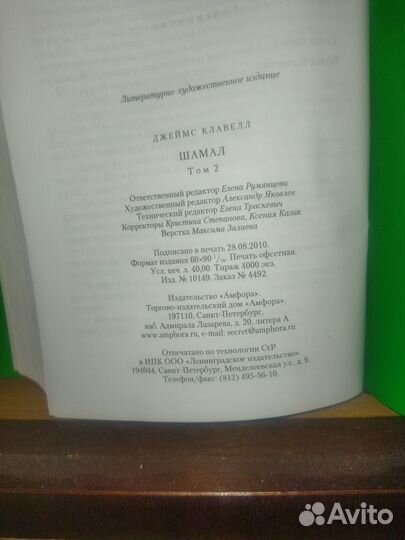 Литературно-художественное издание
ДЖЕЙМС КЛАВЕЛЛ
ШАМАЛ
Том 2
Ответственный редактор Елена Румянцева
Художественный редактор Александр Яковлев
Технический редактор Елена Траскевич
Корректоры Кристина Степанова, Ксения Казак
Верстка Максима Залиева
Подписано в печать 28.08.2010.
Формат издания 60×90 1/16. Печать офсетная.
Усл. печ. л. 40,00. Тираж 4000 экз.
Изд. № 10149. Заказ № 4492.
Издательство «Амфора».
Торгово-издательский дом «Амфора».
197110, Санкт-Петербург,
наб. Адмирала Лазарева, д. 20, литера А.
www.amphora.ru, e-mail: secret@amphora.ru
Отпечатано по технологии CtP
в ИПК ООО «Ленинградское издательство».
194044, Санкт-Петербург, Менделеевская ул., д. 9.
Телефон/факс: (812) 495-56-10.
Avito